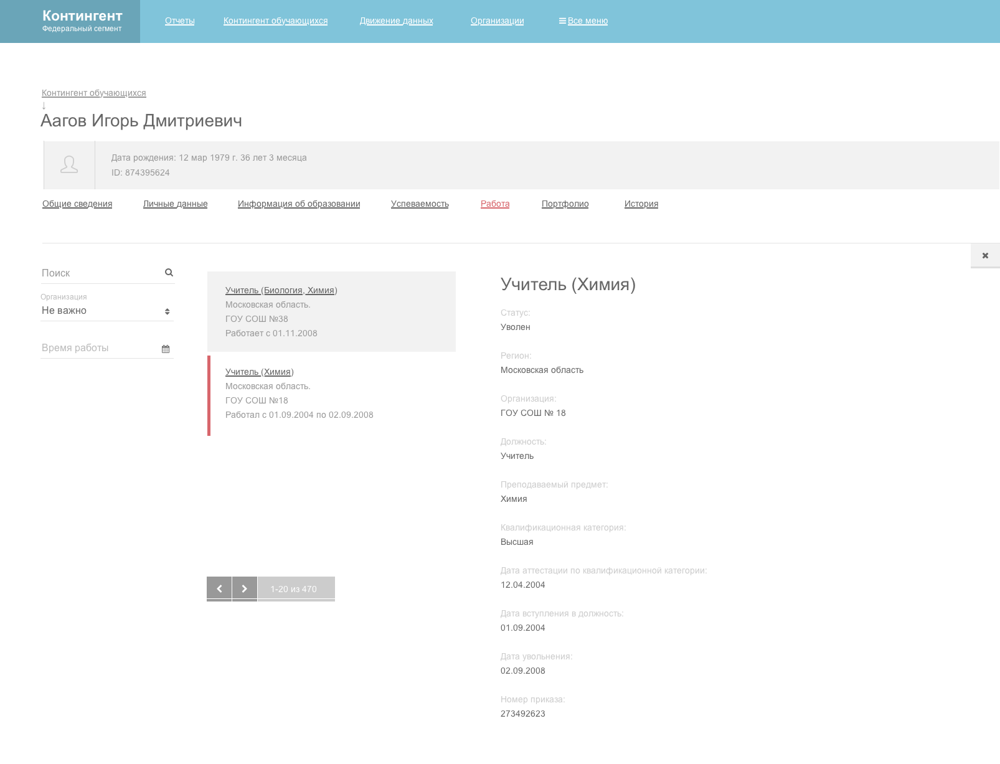 Контингент
Федеральный сегмент
Отчеты
Контингент обучающихся
Движение данных
Организации
Все меню
Контингент обучающихся
↓
Аагов Игорь Дмитриевич
Дата рождения: 12 мар 1979 г. 36 лет 3 месяца
ID: 874395624
Общие сведения
Личные данные
Информация об образовании
Успеваемость
Работа
Портфолио
История
Поиск
Организация
Не важно
Время работы
Учитель (Биология, Химия)
Московская область.
ГОУ СОШ №38
Работает с 01.11.2008
Учитель (Химия)
Московская область.
ГОУ СОШ №18
Работал с 01.09.2004 по 02.09.2008
1-20 из 470
Учитель (Химия)
Статус:
Уволен
Регион:
Московская область
Организация:
ГОУ СОШ № 18
Должность:
Учитель
Преподаваемый предмет:
Химия
Квалификационная категория:
Высшая
Дата аттестации по квалификационной категории:
12.04.2004
Дата вступления в должность:
01.09.2004
Дата увольнения:
02.09.2008
Номер приказа:
273492623